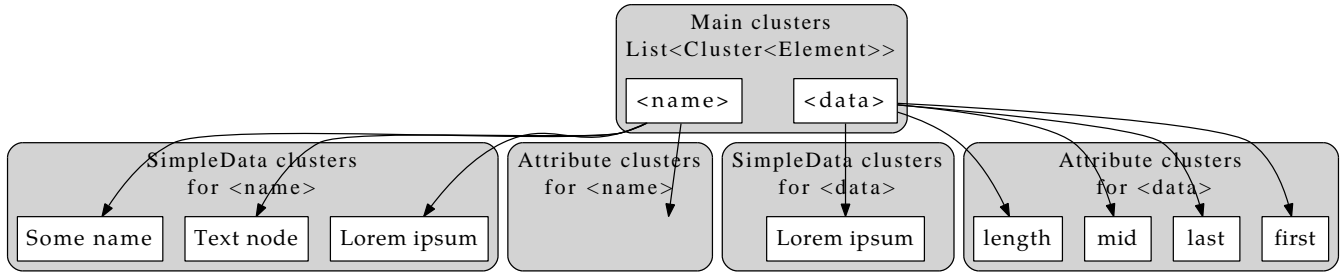 Main clusters
List<Cluster<Element>>
<name>
<data>
SimpleData clusters
for <name>
Some name
Text node
Lorem ipsum
Attribute clusters
for <name>
SimpleData clusters
for <data>
Lorem ipsum
Attribute clusters
for <data>
length
mid
last
first